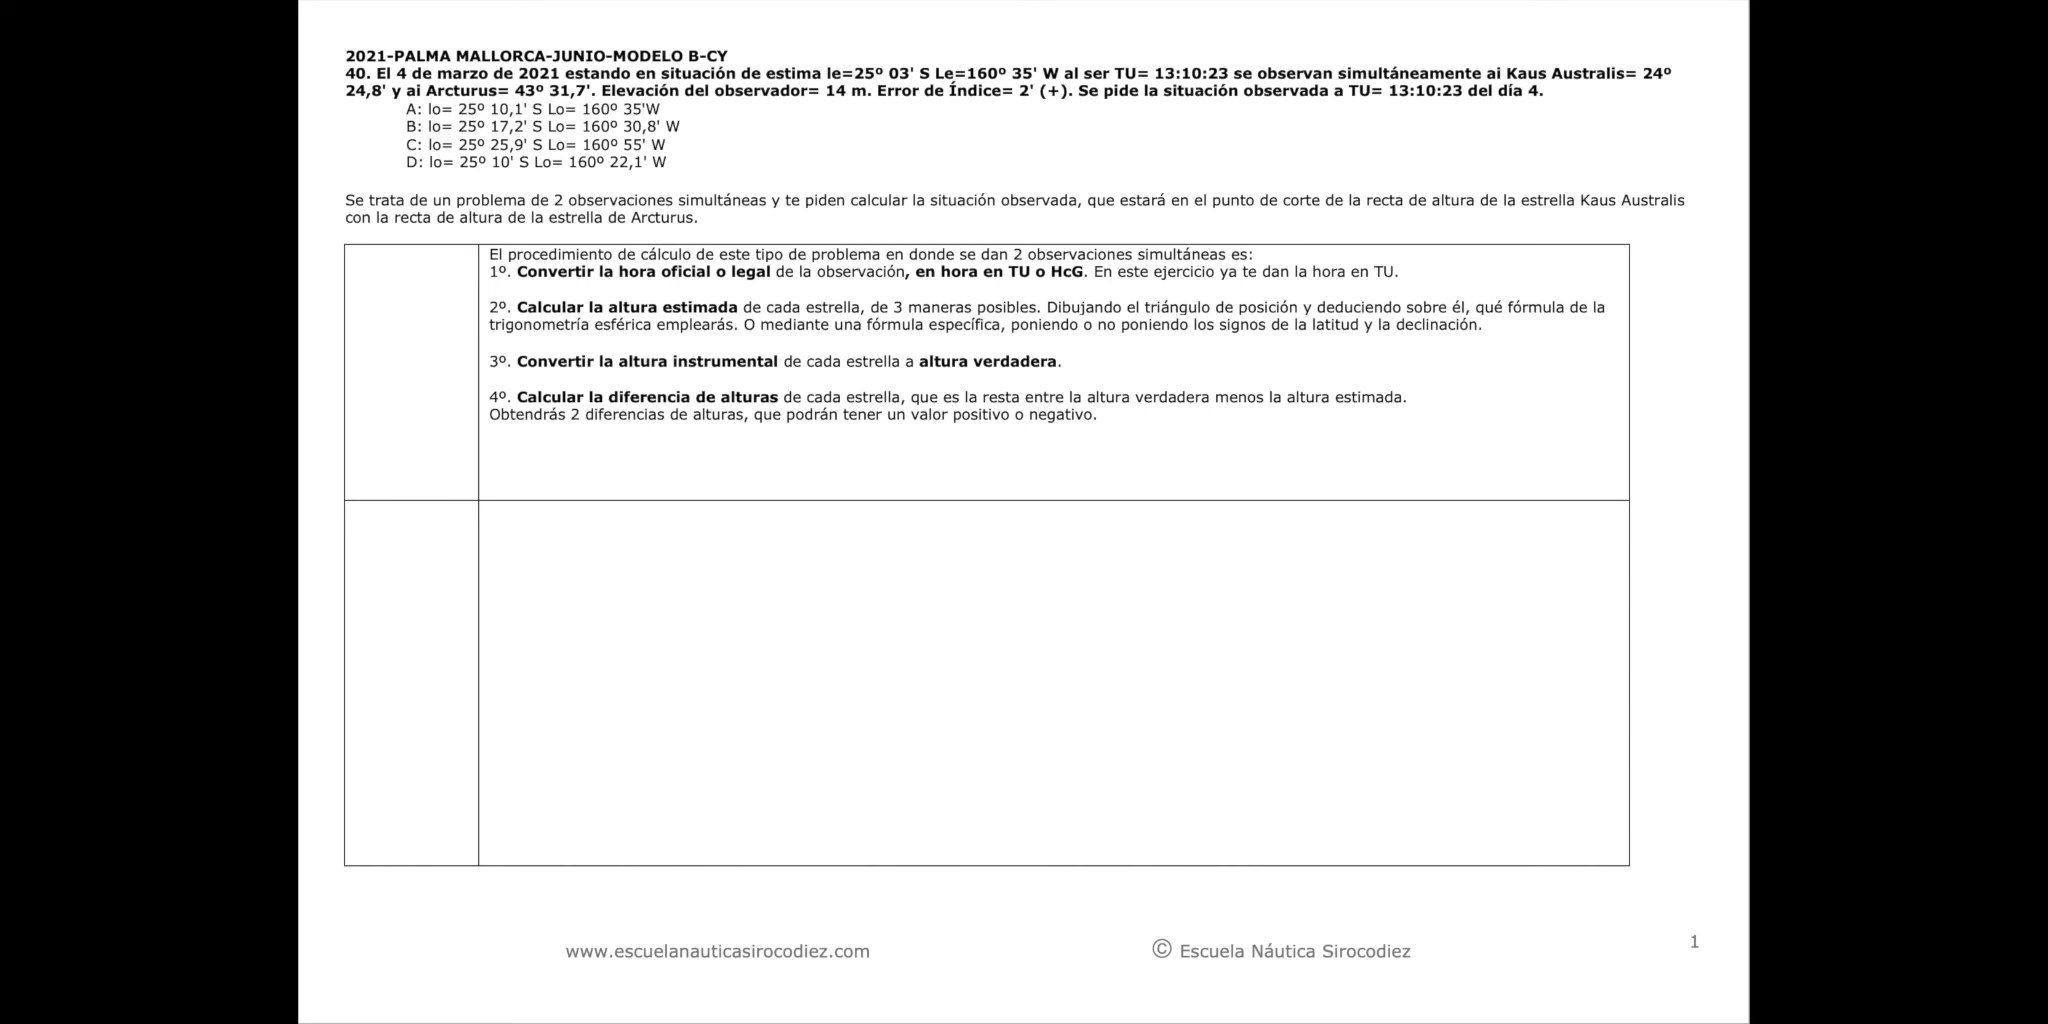 2021-PALMA MALLORCA-JUNIO-MODELO B-CY
40. El 4 de marzo de 2021 estando en situación de estima le=25º 03' S Le=160º 35' W al ser TU= 13:10:23 se observan simultáneamente ai Kaus Australis= 24º
24,8' y ai Arcturus= 43º 31,7'. Elevación del observador= 14 m. Error de Índice= 2' (+). Se pide la situación observada a TU= 13:10:23 del día 4.
A: lo= 25º 10,1' S Lo= 160º 35'W
B: lo= 25º 17,2' S Lo= 160º 30,8' W
C: lo= 25º 25,9' S Lo= 160º 55' W
D: lo= 25º 10' S Lo= 160º 22,1' W
Se trata de un problema de 2 observaciones simultáneas y te piden calcular la situación observada, que estará en el punto de corte de la recta de altura de la estrella Kaus Australis
con la recta de altura de la estrella de Arcturus.
El procedimiento de cálculo de este tipo de problema en donde se dan 2 observaciones simultáneas es:
1º. Convertir la hora oficial o legal de la observación, en hora en TU o HcG. En este ejercicio ya te dan la hora en TU.
2º. Calcular la altura estimada de cada estrella, de 3 maneras posibles. Dibujando el triángulo de posición y deduciendo sobre él, qué fórmula de la
trigonometría esférica emplearás. O mediante una fórmula específica, poniendo o no poniendo los signos de la latitud y la declinación.
3º. Convertir la altura instrumental de cada estrella a altura verdadera.
4º. Calcular la diferencia de alturas de cada estrella, que es la resta entre la altura verdadera menos la altura estimada.
Obtendrás 2 diferencias de alturas, que podrán tener un valor positivo o negativo.
www.escuelanauticasirocodiez.com
© Escuela Náutica Sirocodiez
1